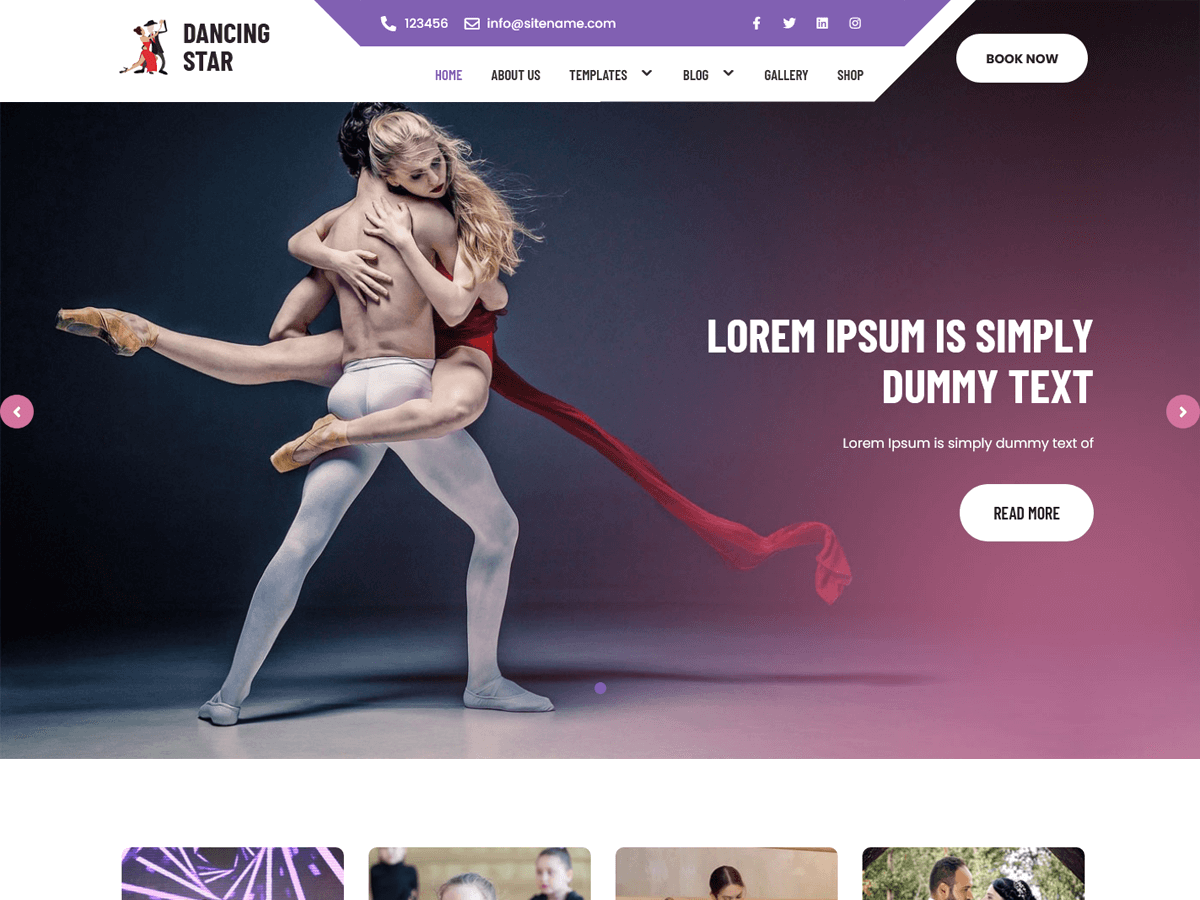 DANCING
STAR
123456 info@sitename.com
HOME ABOUT US TEMPLATES BLOG GALLERY SHOP
BOOK NOW
LOREM IPSUM IS SIMPLY
DUMMY TEXT
Lorem Ipsum is simply dummy text of
READ MORE